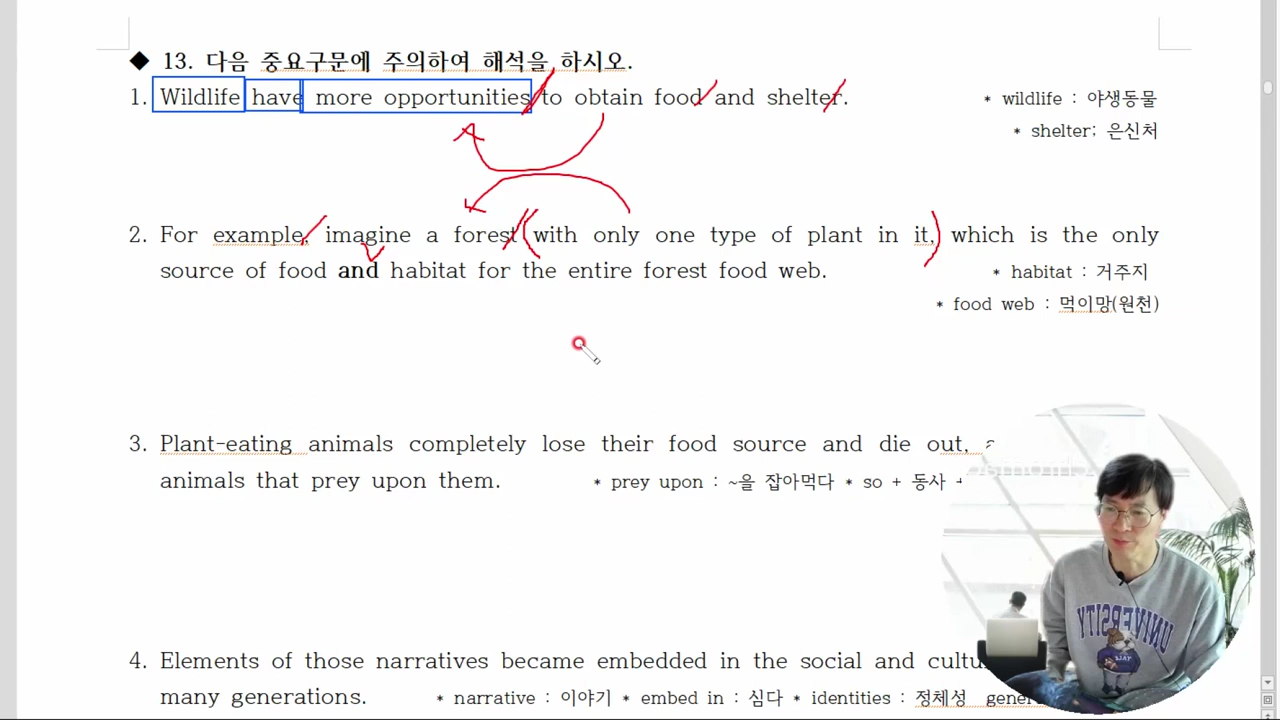 ◆ 13. 다음 중요구문에 주의하여 해석을 하시오.
1. Wildlife have more opportunities to obtain food and shelter.
* wildlife : 야생동물
* shelter; 은신처
2. For example, imagine a forest with only one type of plant in it, which is the only
source of food and habitat for the entire forest food web.
* habitat : 거주지
* food web : 먹이망(원천)
3. Plant-eating animals completely lose their food source and die out,
animals that prey upon them.
* prey upon : ~을 잡아먹다 * so + 동사 +
4. Elements of those narratives became embedded in the social and
many generations.
* narrative : 이야기 * embed in : 심다 * identities : 정체성
UNIVERSITY